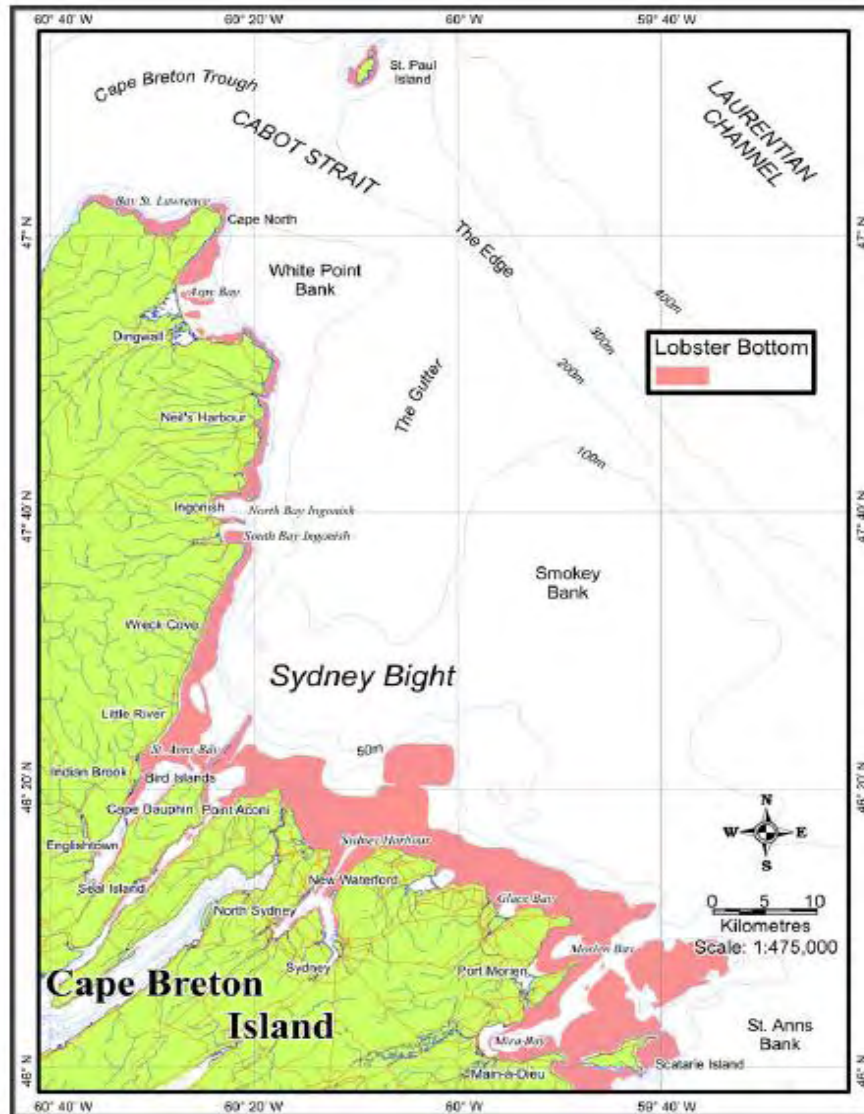 60° 40' W
60° 20' W
60° W
59° 40' W
St. Paul
Island
Cape Breton Trough
CABOT STRAIT
LAURENTIAN
CHANNEL
Bay St. Lawrence
Cape North
47° N
47° N
The Edge
White Point
Bank
Aspy Bay
400m
300m
200m
Dingwall
Lobster Bottom
The Gutter
Neil's Harbour
100m
Ingonish
North Bay Ingonish
47° 40' N
47° 40' N
South Bay Ingonish
Smokey
Bank
Wreck Cove
Sydney Bight
Little River
St. Anns Bay
50m
Indian Brook
Bird Islands
46° 20' N
46° 20' N
Cape Dauphin
Point Aconi
N
W
E
S
Englishtown
Sydney Harbour
Seal Island
New Waterford
Glace Bay
0 5 10
Kilometres
Scale: 1:475,000
North Sydney
Morien Bay
Sydney
Port Morien
Cape Breton
Island
St. Anns
Bank
Mira Bay
Scatarie Island
Main-à-Dieu
46° N
46° N
60° 40' W
60° 20' W
60° W
59° 40' W